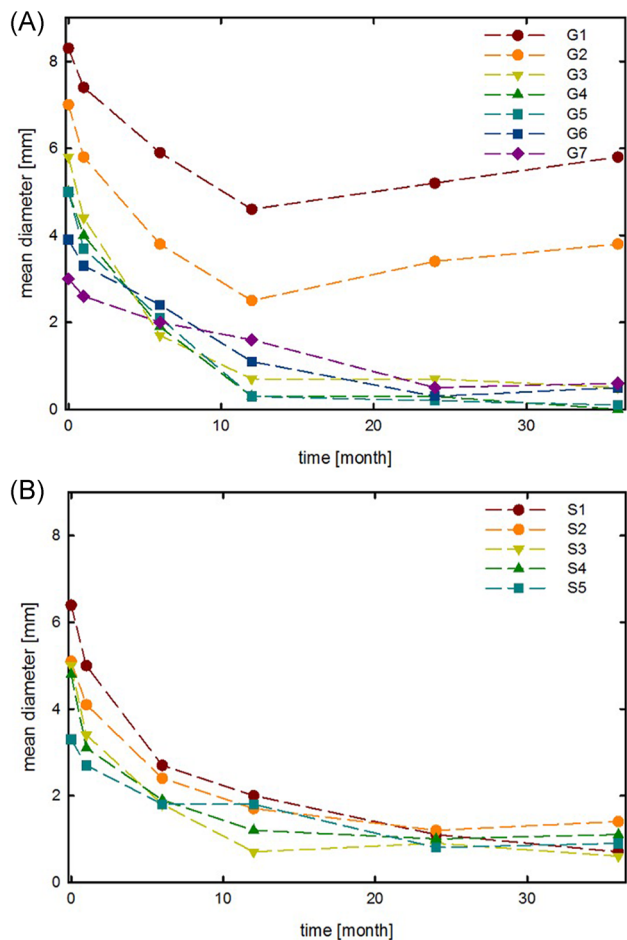 (A)
G1
G2
G3
G4
G5
G6
G7
mean diameter [mm]
8
6
4
2
0
0 10 20 30
time [month]
(B)
S1
S2
S3
S4
S5
mean diameter [mm]
8
6
4
2
0
0 10 20 30
time [month]